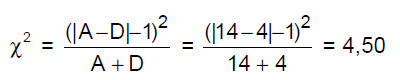 χ² = (|A−D|−1)² / A + D = (|14−4|−1)² / 14 + 4 = 4,50